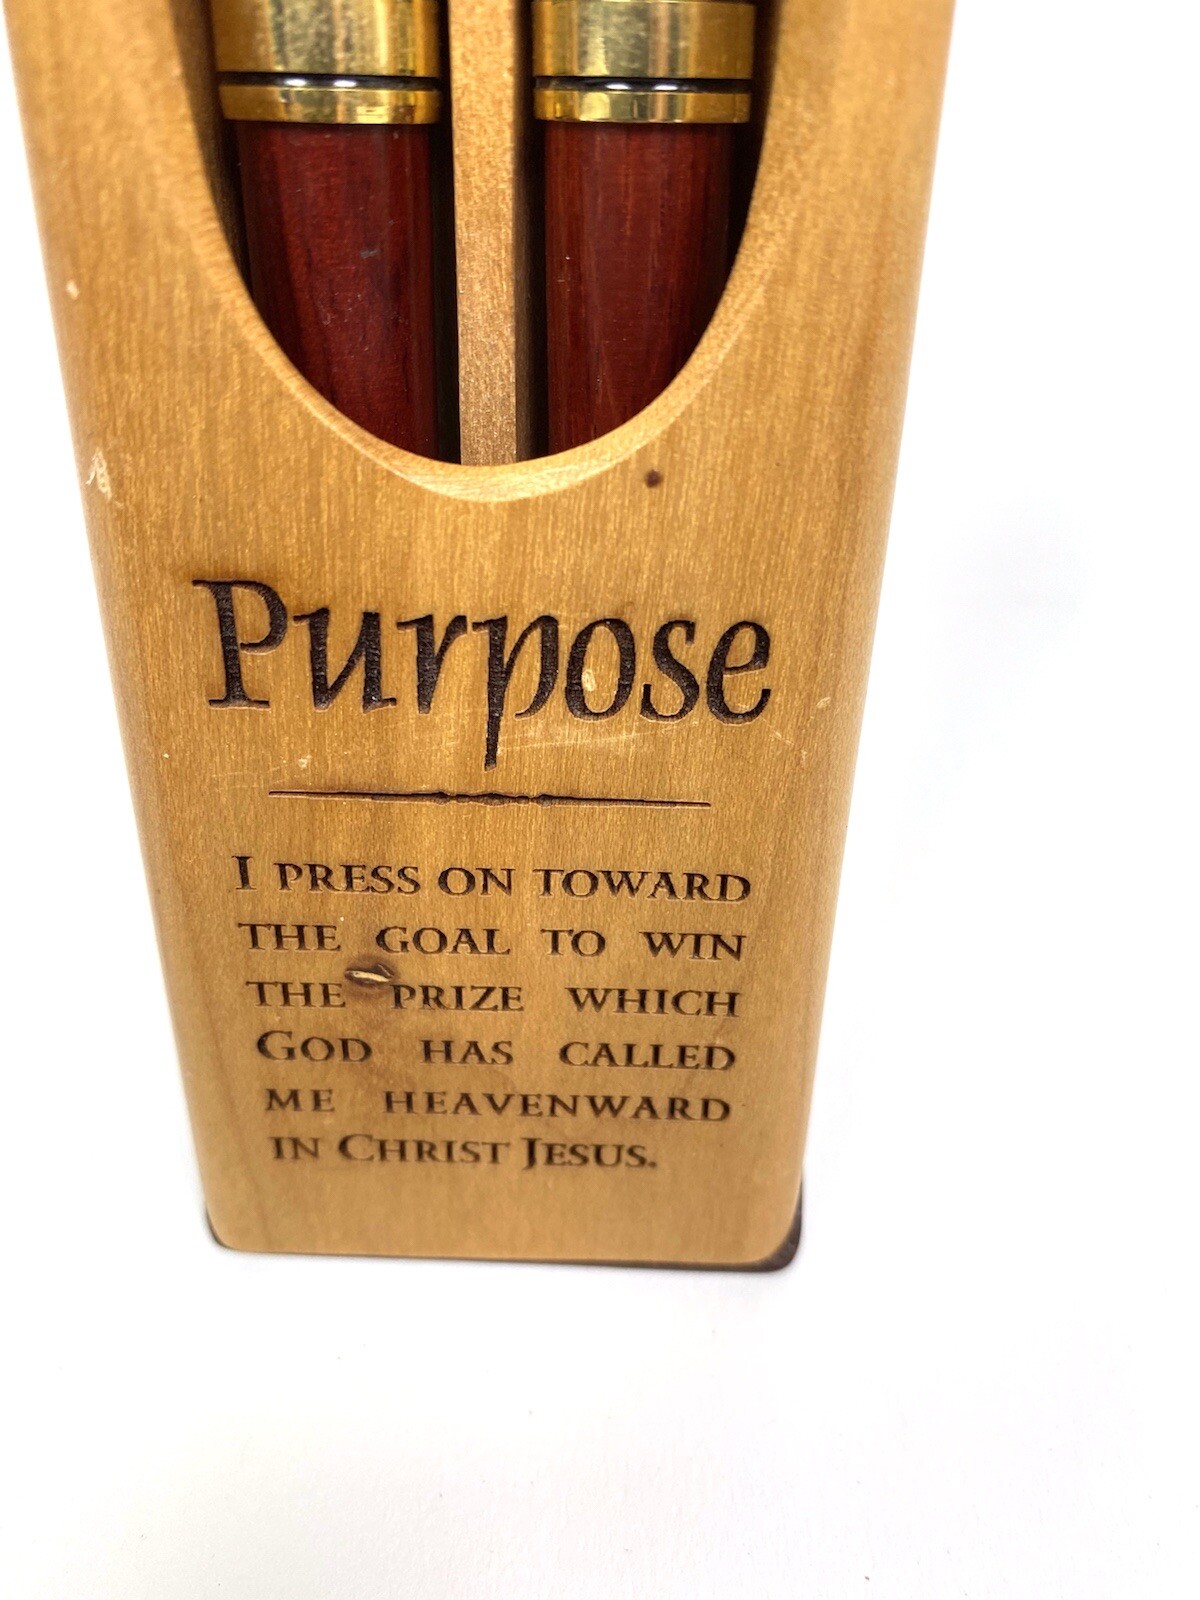 Purpose
I PRESS ON TOWARD
THE GOAL TO WIN
THE PRIZE WHICH
GOD HAS CALLED
ME HEAVENWARD
IN CHRIST JESUS.